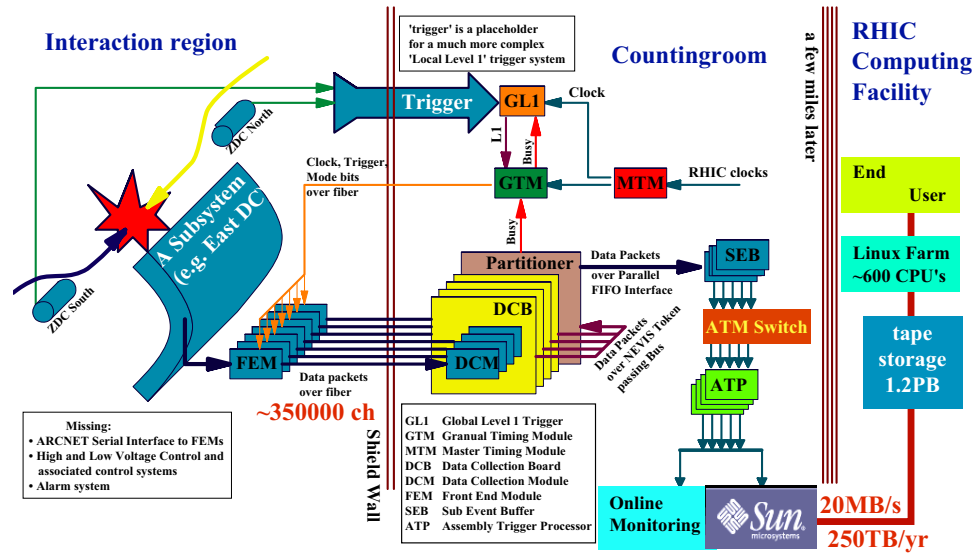 Interaction region
'trigger' is a placeholder
for a much more complex
'Local Level 1' trigger system
Countingroom
a few miles later
RHIC
Computing
Facility
ZDC North
Trigger
GL1
Clock
L1
Busy
Clock, Trigger,
Mode bits
over fiber
GTM
MTM
RHIC clocks
End
User
A Subsystem
(e.g. East DC)
Busy
Partitioner
Data Packets
over Parallel
FIFO Interface
SEB
Linux Farm
~600 CPU's
ZDC South
DCB
ATM Switch
Data Packets
over NEVIS Token
passing Bus
tape
storage
1.2PB
FEM
DCM
ATP
Data packets
over fiber
~350000 ch
Missing:
• ARCNET Serial Interface to FEMs
• High and Low Voltage Control and
associated control systems
• Alarm system
Shield Wall
GL1 Global Level 1 Trigger
GTM Granual Timing Module
MTM Master Timing Module
DCB Data Collection Board
DCM Data Collection Module
FEM Front End Module
SEB Sub Event Buffer
ATP Assembly Trigger Processor
Online
Monitoring
Sun
microsystems
20MB/s
250TB/yr